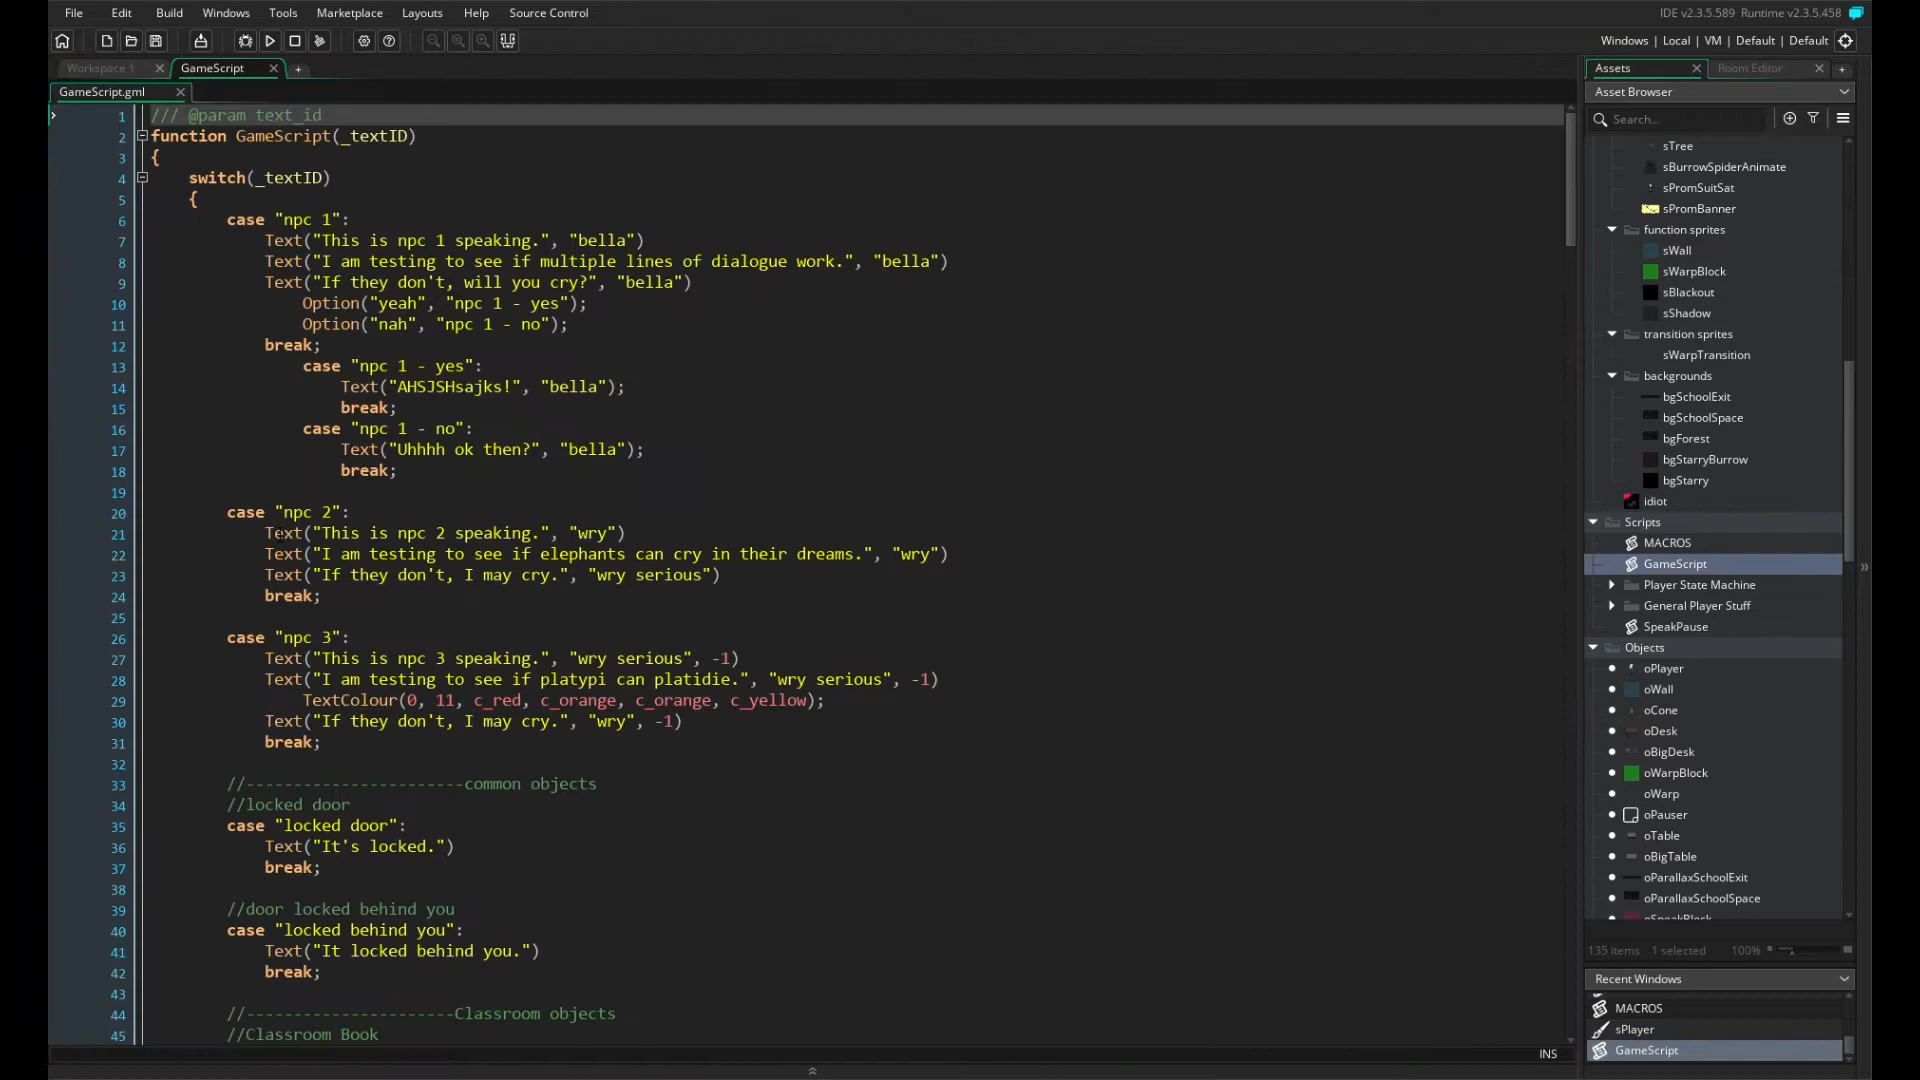 File Edit Build Windows Tools Marketplace Layouts Help Source Control IDE v2.3.5.589 Runtime v2.3.5.458
Windows | Local | VM | Default | Default
Workspace 1 GameScript
GameScript.gml
1 /// @param text_id
2 function GameScript(_textID)
3 {
4 switch(_textID)
5 {
6 case "npc 1":
7 Text("This is npc 1 speaking.", "bella")
8 Text("I am testing to see if multiple lines of dialogue work.", "bella")
9 Text("If they don't, will you cry?", "bella")
10 Option("yeah", "npc 1 - yes");
11 Option("nah", "npc 1 - no");
12 break;
13 case "npc 1 - yes":
14 Text("AHSJSHsajks!", "bella");
15 break;
16 case "npc 1 - no":
17 Text("Uhhhh ok then?", "bella");
18 break;
19
20 case "npc 2":
21 Text("This is npc 2 speaking.", "wry")
22 Text("I am testing to see if elephants can cry in their dreams.", "wry")
23 Text("If they don't, I may cry.", "wry serious")
24 break;
25
26 case "npc 3":
27 Text("This is npc 3 speaking.", "wry serious", -1)
28 Text("I am testing to see if platypi can platidie.", "wry serious", -1)
29 TextColour(0, 11, c_red, c_orange, c_orange, c_yellow);
30 Text("If they don't, I may cry.", "wry", -1)
31 break;
32
33 //-----------------------common objects
34 //locked door
35 case "locked door":
36 Text("It's locked.")
37 break;
38
39 //door locked behind you
40 case "locked behind you":
41 Text("It locked behind you.")
42 break;
43
44 //----------------------Classroom objects
45 //Classroom Book
INS
Assets Room Editor
Asset Browser
Search...
sTree
sBurrowSpiderAnimate
sPromSuitSat
sPromBanner
function sprites
sWall
sWarpBlock
sBlackout
sShadow
transition sprites
sWarpTransition
backgrounds
bgSchoolExit
bgSchoolSpace
bgForest
bgStarryBurrow
bgStarry
idiot
Scripts
MACROS
GameScript
Player State Machine
General Player Stuff
SpeakPause
Objects
oPlayer
oWall
oCone
oDesk
oBigDesk
oWarpBlock
oWarp
oPauser
oTable
oBigTable
oParallaxSchoolExit
oParallaxSchoolSpace
oSpeakBlock
135 items 1 selected 100%
Recent Windows
MACROS
sPlayer
GameScript